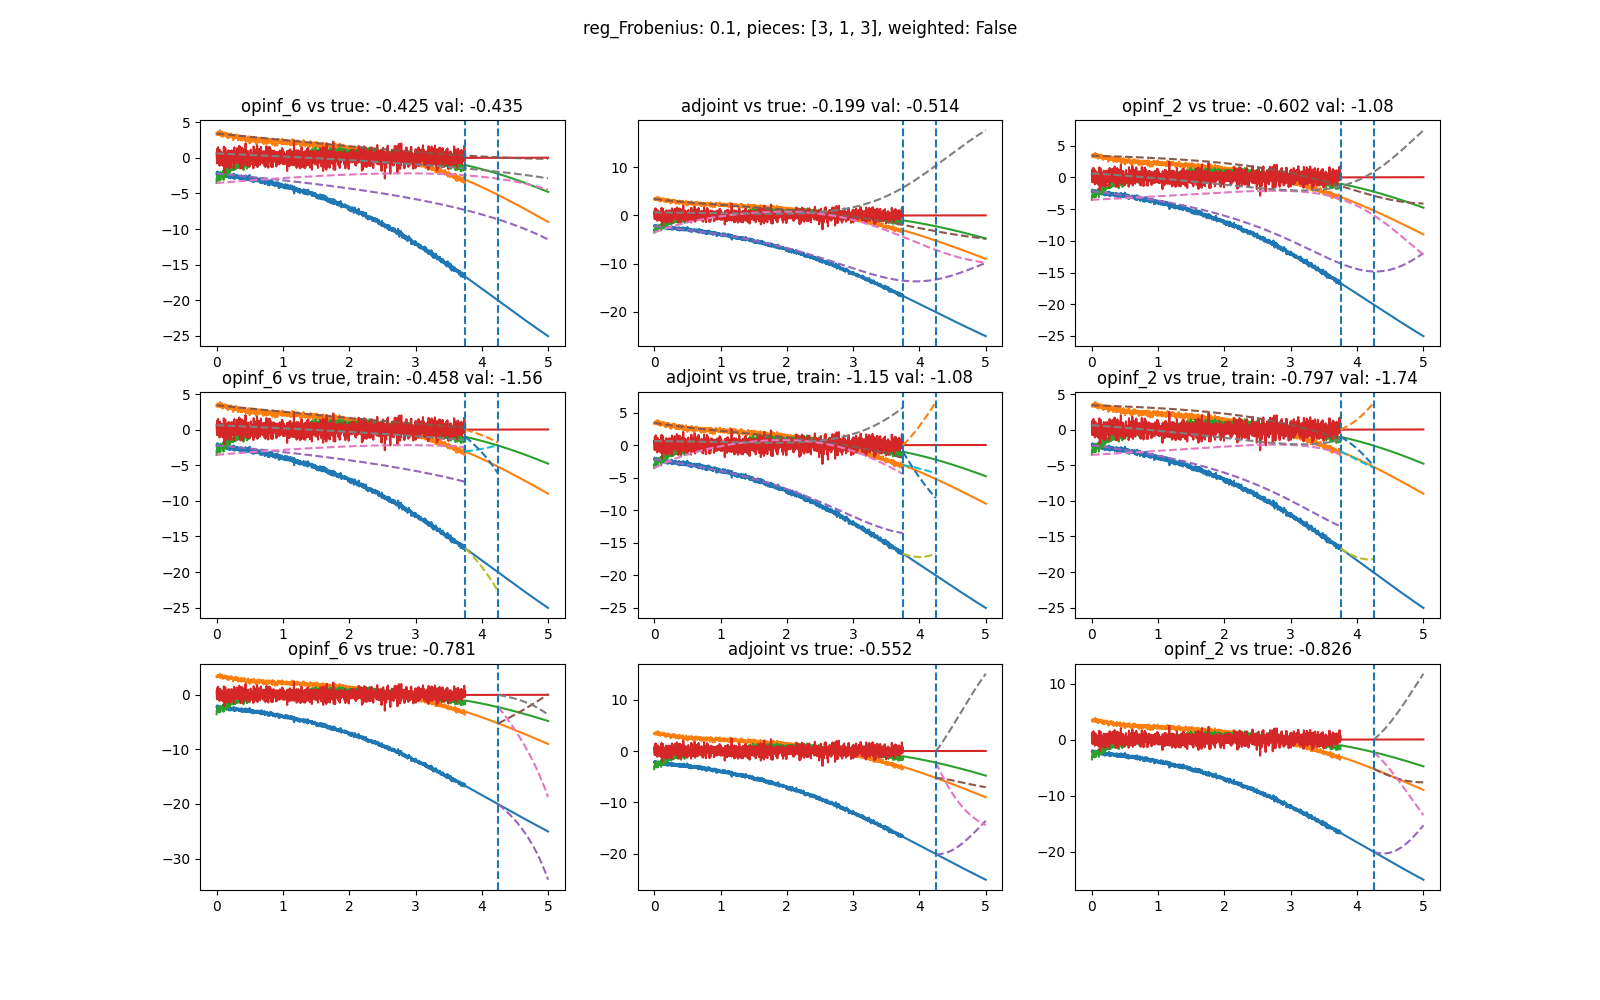 reg_Frobenius: 0.1, pieces: [3, 1, 3], weighted: False
opinf_6 vs true: -0.425 val: -0.435
adjoint vs true: -0.199 val: -0.514
opinf_2 vs true: -0.602 val: -1.08
5
0
−5
−10
−15
−20
−25
0 1 2 3 4 5
10
0
−10
−20
0 1 2 3 4 5
5
0
−5
−10
−15
−20
−25
0 1 2 3 4 5
opinf_6 vs true, train: -0.458 val: -1.56
adjoint vs true, train: -1.15 val: -1.08
opinf_2 vs true, train: -0.797 val: -1.74
5
0
−5
−10
−15
−20
−25
0 1 2 3 4 5
5
0
−5
−10
−15
−20
−25
0 1 2 3 4 5
5
0
−5
−10
−15
−20
−25
0 1 2 3 4 5
opinf_6 vs true: -0.781
adjoint vs true: -0.552
opinf_2 vs true: -0.826
0
−10
−20
−30
0 1 2 3 4 5
10
0
−10
−20
0 1 2 3 4 5
10
0
−10
−20
0 1 2 3 4 5